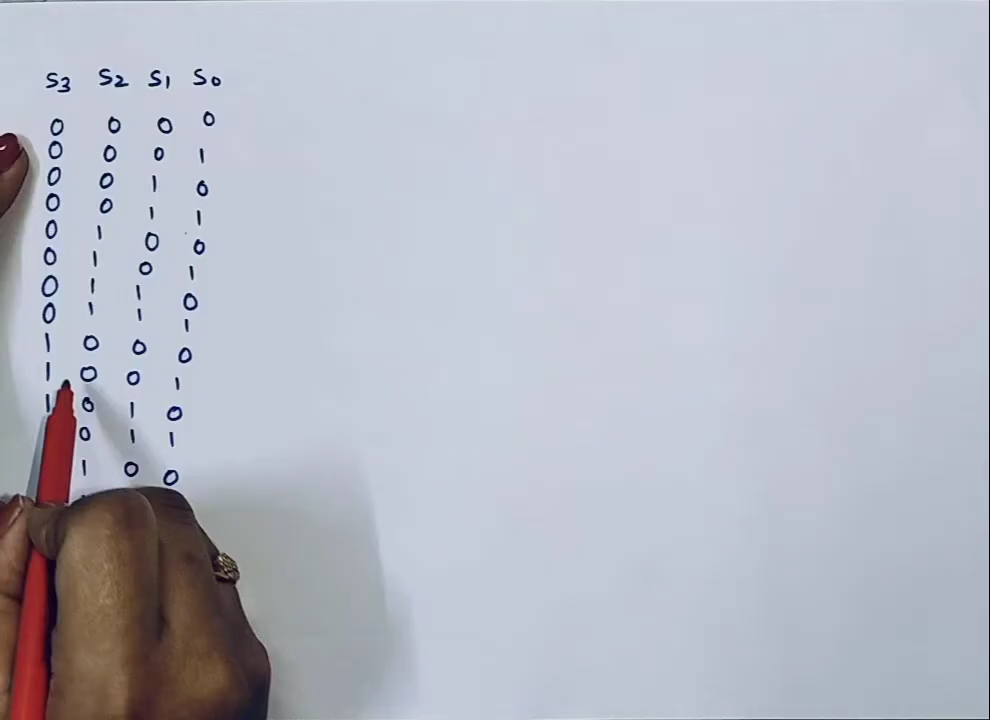 S3 S2 S1 S0
0 0 0 0
0 0 0 1
0 0 1 0
0 0 1 1
0 1 0 0
0 1 0 1
0 1 1 0
0 1 1 1
1 0 0 0
1 0 0 1
1 0 1 0
0 1 1
1 0 0